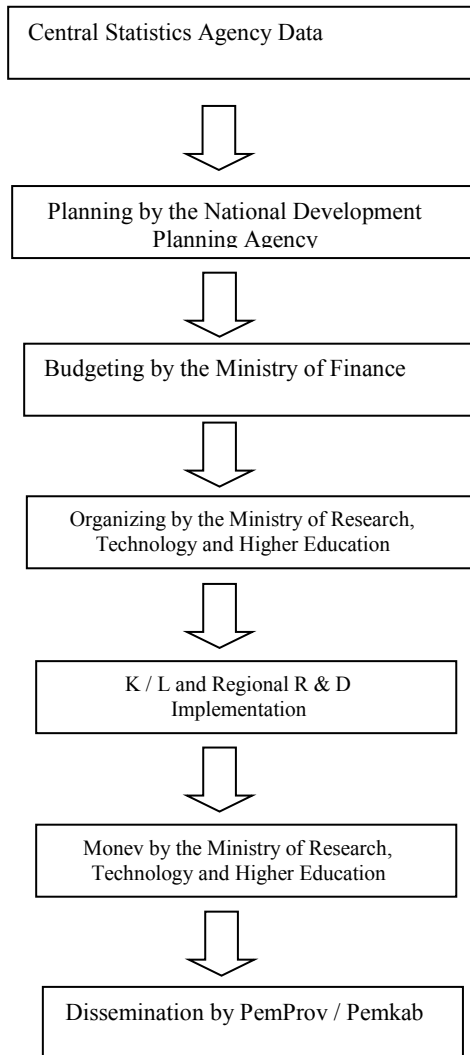 Central Statistics Agency Data
Planning by the National Development
Planning Agency
Budgeting by the Ministry of Finance
Organizing by the Ministry of Research,
Technology and Higher Education
K / L and Regional R & D
Implementation
Monev by the Ministry of Research,
Technology and Higher Education
Dissemination by PemProv / Pemkab